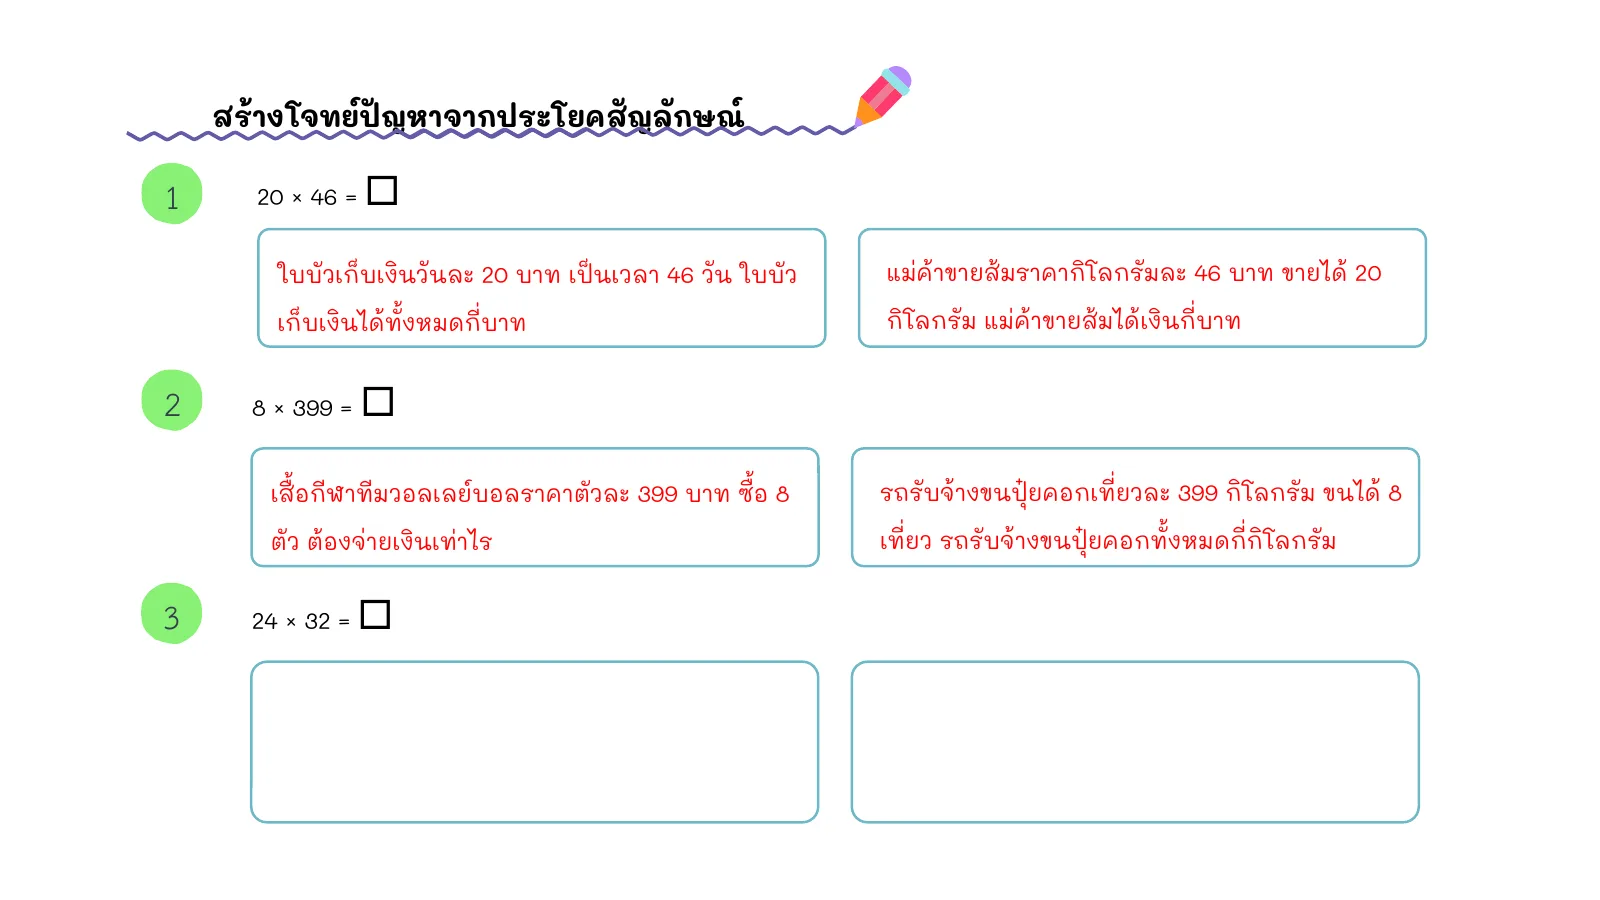 สร้างโจทย์ปัญหาจากประโยคสัญลักษณ์
1
20 × 46 = □
ใบบัวเก็บเงินวันละ 20 บาท เป็นเวลา 46 วัน ใบบัว
เก็บเงินได้ทั้งหมดกี่บาท
แม่ค้าขายส้มราคากิโลกรัมละ 46 บาท ขายได้ 20
กิโลกรัม แม่ค้าขายส้มได้เงินกี่บาท
2
8 × 399 = □
เสื้อกีฬาทีมวอลเลย์บอลราคาตัวละ 399 บาท ซื้อ 8
ตัว ต้องจ่ายเงินเท่าไร
รถรับจ้างขนปุ๋ยคอกเที่ยวละ 399 กิโลกรัม ขนได้ 8
เที่ยว รถรับจ้างขนปุ๋ยคอกทั้งหมดกี่กิโลกรัม
3
24 × 32 = □